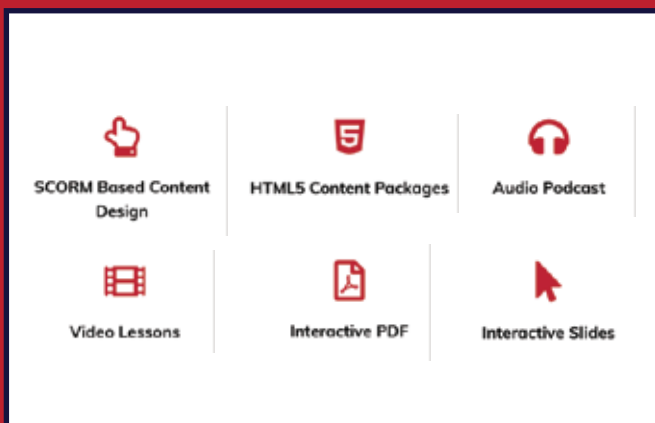 SCORM Based Content
Design
HTML5 Content Packages
Audio Podcast
Video Lessons
Interactive PDF
Interactive Slides